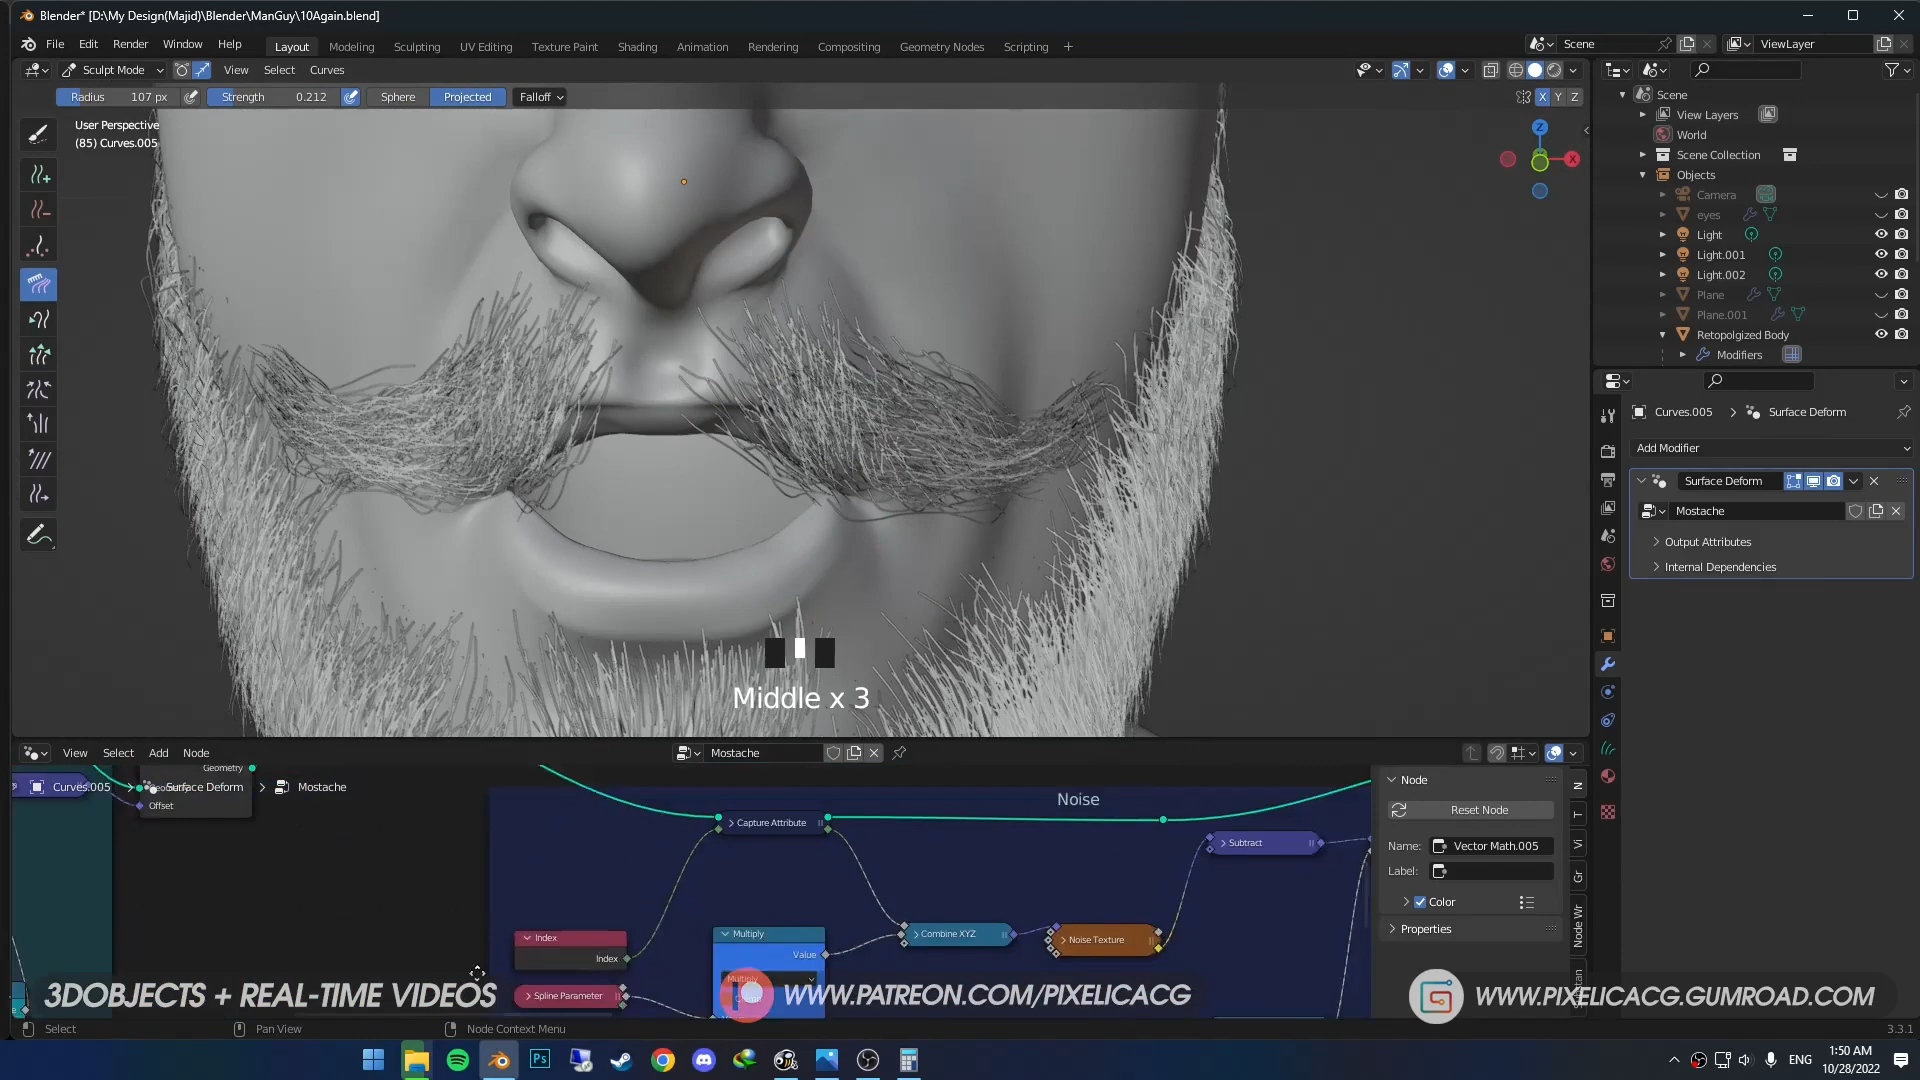 Blender* [D:\My Design(Majid)\Blender\ManGuy\10Again.blend]
File Edit Render Window Help Layout Modeling Sculpting UV Editing Texture Paint Shading Animation Rendering Compositing Geometry Nodes Scripting + Scene ViewLayer
Sculpt Mode View Select Curves
Radius 107 px Strength 0.212 Sphere Projected Falloff X Y Z
User Perspective
(85) Curves.005
Z
X
Scene
View Layers
World
Scene Collection
Objects
Camera
eyes
Light
Light.001
Light.002
Plane
Plane.001
Retopolgized Body
Modifiers
Curves.005 Surface Deform
Add Modifier
Surface Deform
Mostache
Output Attributes
Internal Dependencies
Middle x 3
View Select Add Node Mostache
Geometry
Curves.005 Surface Deform Mostache
Offset
Noise
Capture Attribute
Subtract
Index
Index
Multiply
Value
Multiply
Combine XYZ
Noise Texture
Spline Parameter
Node
Reset Node
Name: Vector Math.005
Label:
Color
Properties
N
T
Vi
Gr
Node Wr
3DOBJECTS + REAL-TIME VIDEOS
WWW.PATREON.COM/PIXELICACG
WWW.PIXELICACG.GUMROAD.COM
Select Pan View Node Context Menu 3.3.1
Ps
ENG
1:50 AM
10/28/2022